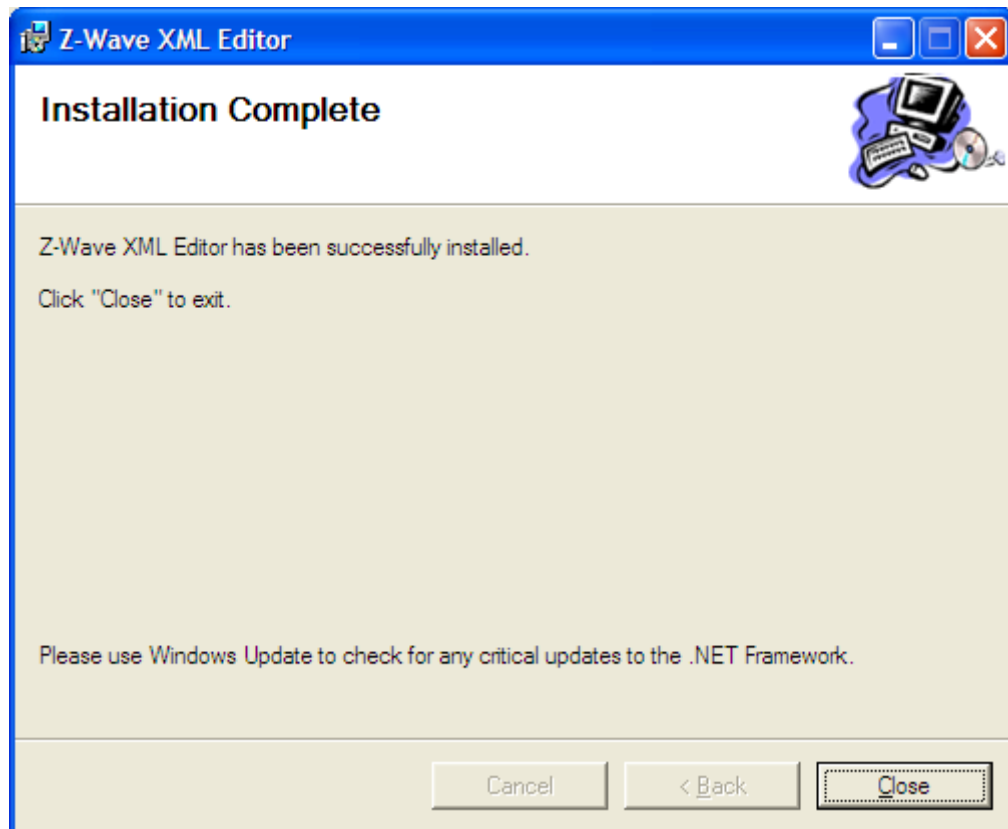 Z-Wave XML Editor
Installation Complete
Z-Wave XML Editor has been successfully installed.
Click "Close" to exit.
Please use Windows Update to check for any critical updates to the .NET Framework.
Cancel
< Back
Close